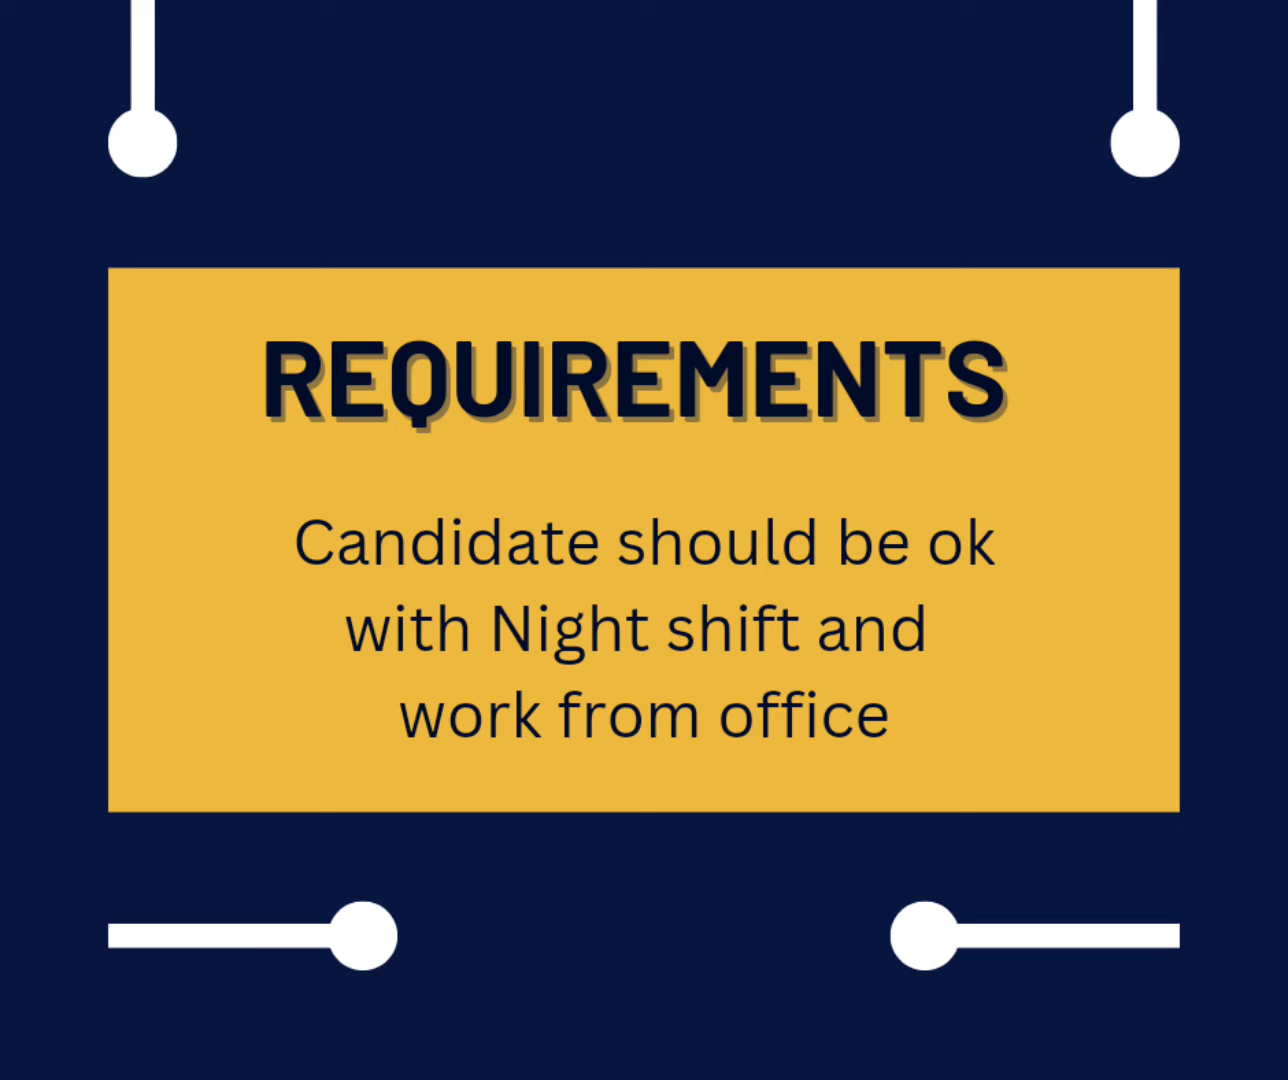 REQUIREMENTS
Candidate should be ok
with Night shift and
work from office